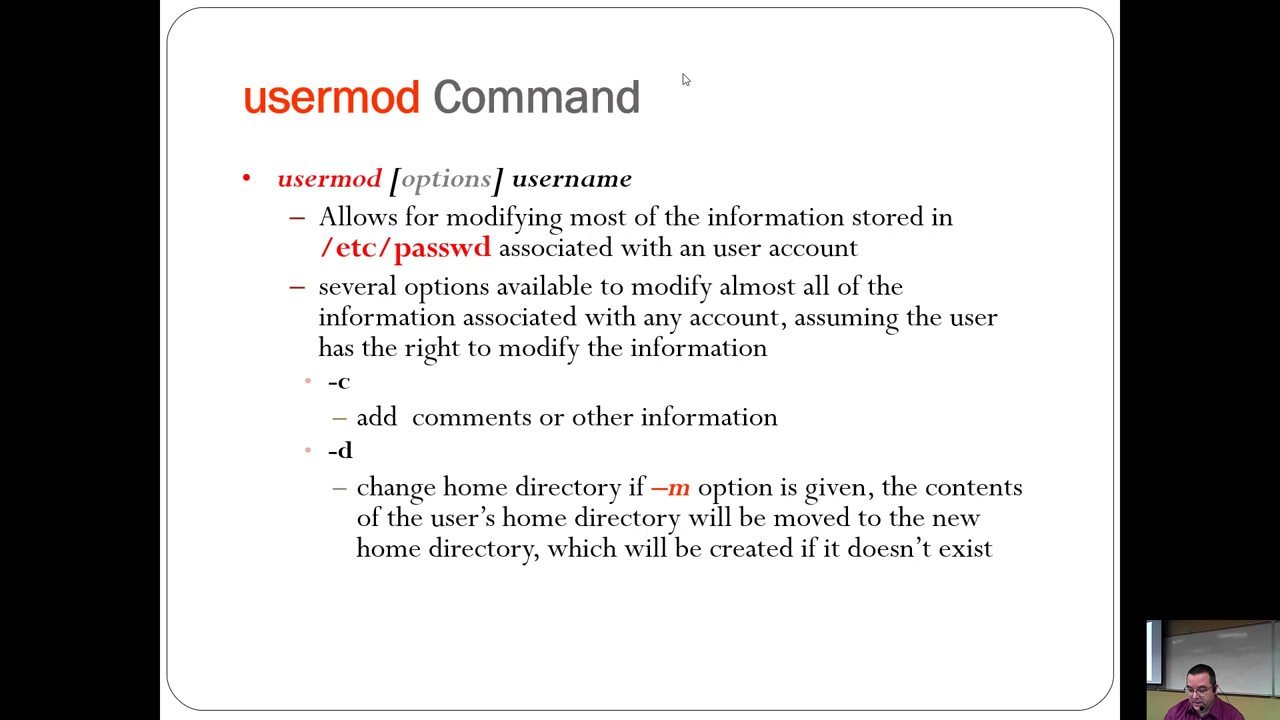 usermod Command
• usermod [options] username
– Allows for modifying most of the information stored in
/etc/passwd associated with an user account
– several options available to modify almost all of the
information associated with any account, assuming the user
has the right to modify the information
• -c
– add comments or other information
• -d
– change home directory if –m option is given, the contents
of the user’s home directory will be moved to the new
home directory, which will be created if it doesn’t exist